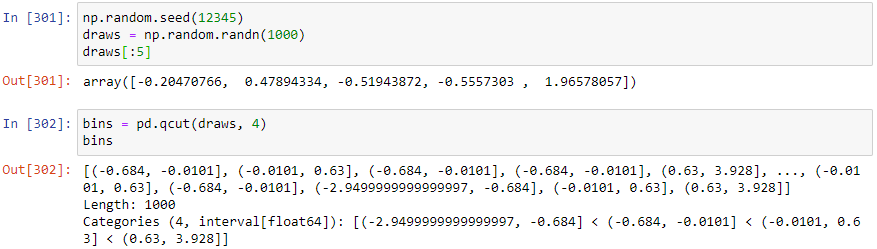 In [301]: np.random.seed(12345)
draws = np.random.randn(1000)
draws[:5]
Out[301]: array([-0.20470766,  0.47894334, -0.51943872, -0.5557303 ,  1.96578057])
In [302]: bins = pd.qcut(draws, 4)
bins
Out[302]: [(-0.684, -0.0101], (-0.0101, 0.63], (-0.684, -0.0101], (-0.684, -0.0101], (0.63, 3.928], ..., (-0.01
01, 0.63], (-0.684, -0.0101], (-2.9499999999999997, -0.684], (-0.0101, 0.63], (0.63, 3.928]]
Length: 1000
Categories (4, interval[float64]): [(-2.9499999999999997, -0.684] < (-0.684, -0.0101] < (-0.0101, 0.6
3] < (0.63, 3.928]]